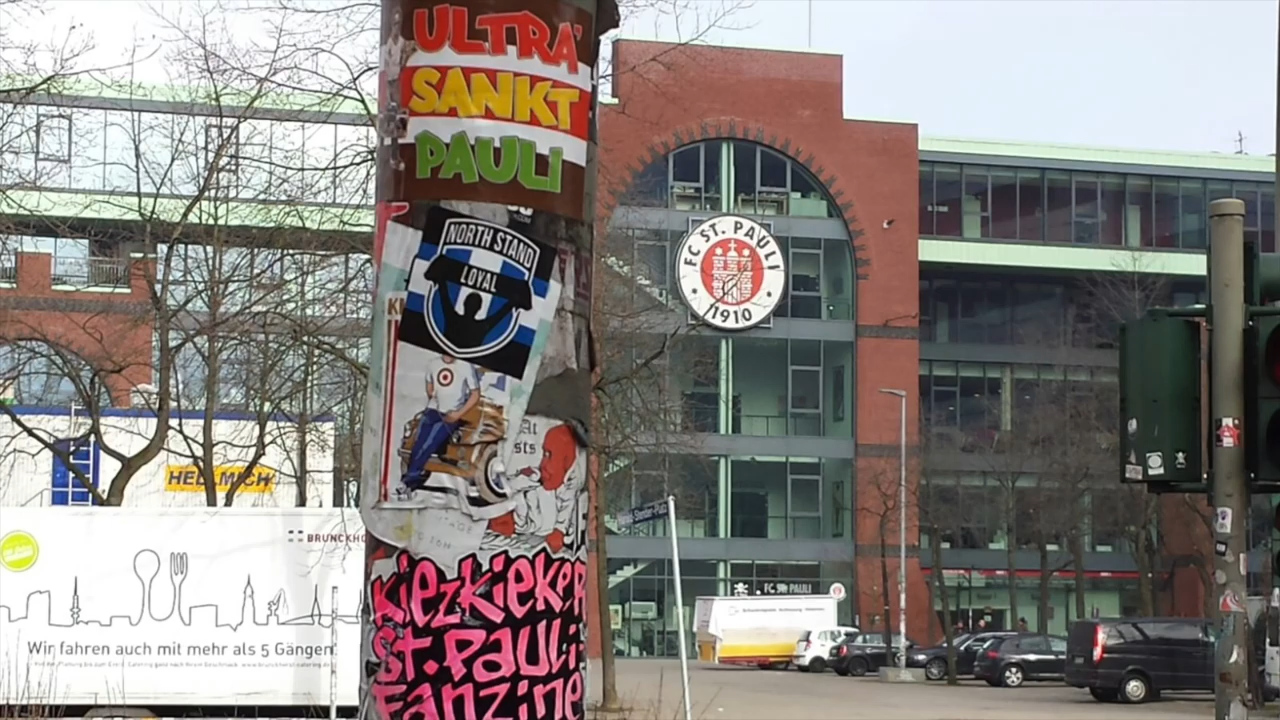 ULTRA'
SANKT
PAULI
NORTH STAND
LOYAL
KIEZKIEKER
ST. PAULI
FANZINE
FC ST. PAULI
1910
HELLMICH
BRUNCKHO
Wir fahren auch mit mehr als 5 Gängen
FC St. PAULI